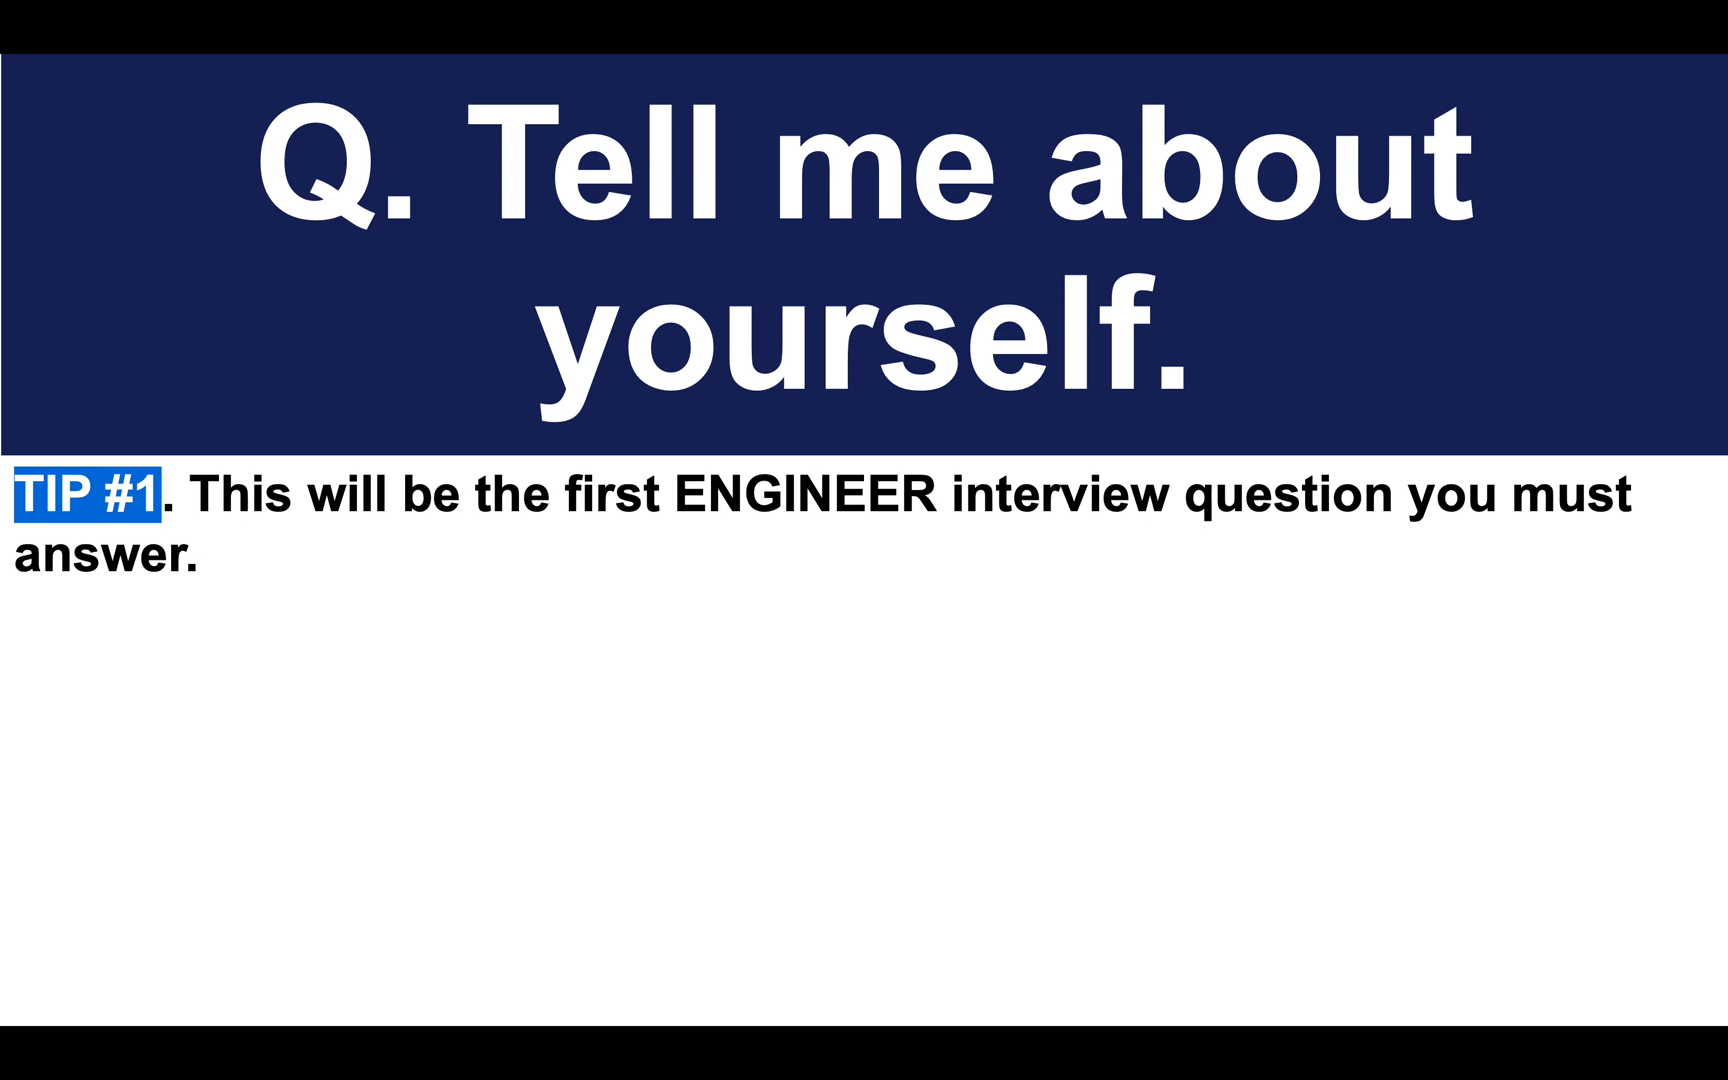 Q. Tell me about
yourself.
TIP #1. This will be the first ENGINEER interview question you must
answer.